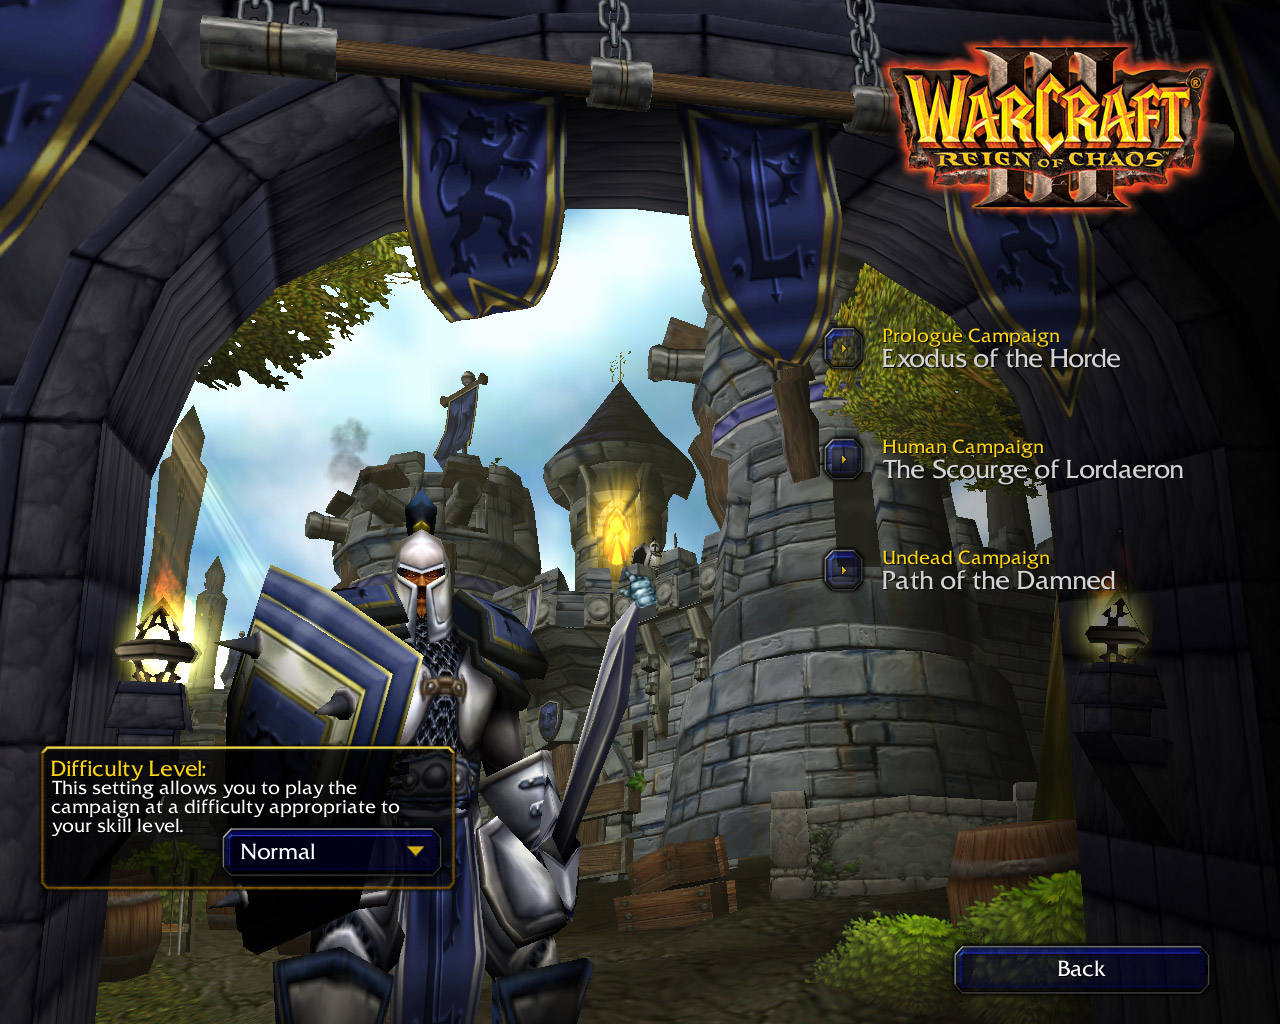 III
WARCRAFT®
REIGN OF CHAOS™
Prologue Campaign
Exodus of the Horde
Human Campaign
The Scourge of Lordaeron
Undead Campaign
Path of the Damned
Difficulty Level:
This setting allows you to play the
campaign at a difficulty appropriate to
your skill level.
Normal
Back